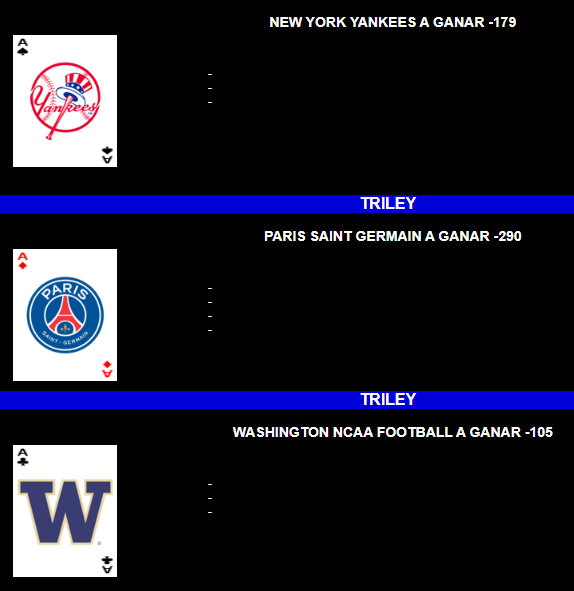 NEW YORK YANKEES A GANAR -179
A
Yankees
-
-
-
A
TRILEY
PARIS SAINT GERMAIN A GANAR -290
A
PARIS
SAINT-GERMAIN
-
-
-
-
A
TRILEY
WASHINGTON NCAA FOOTBALL A GANAR -105
A
W
-
-
-
A